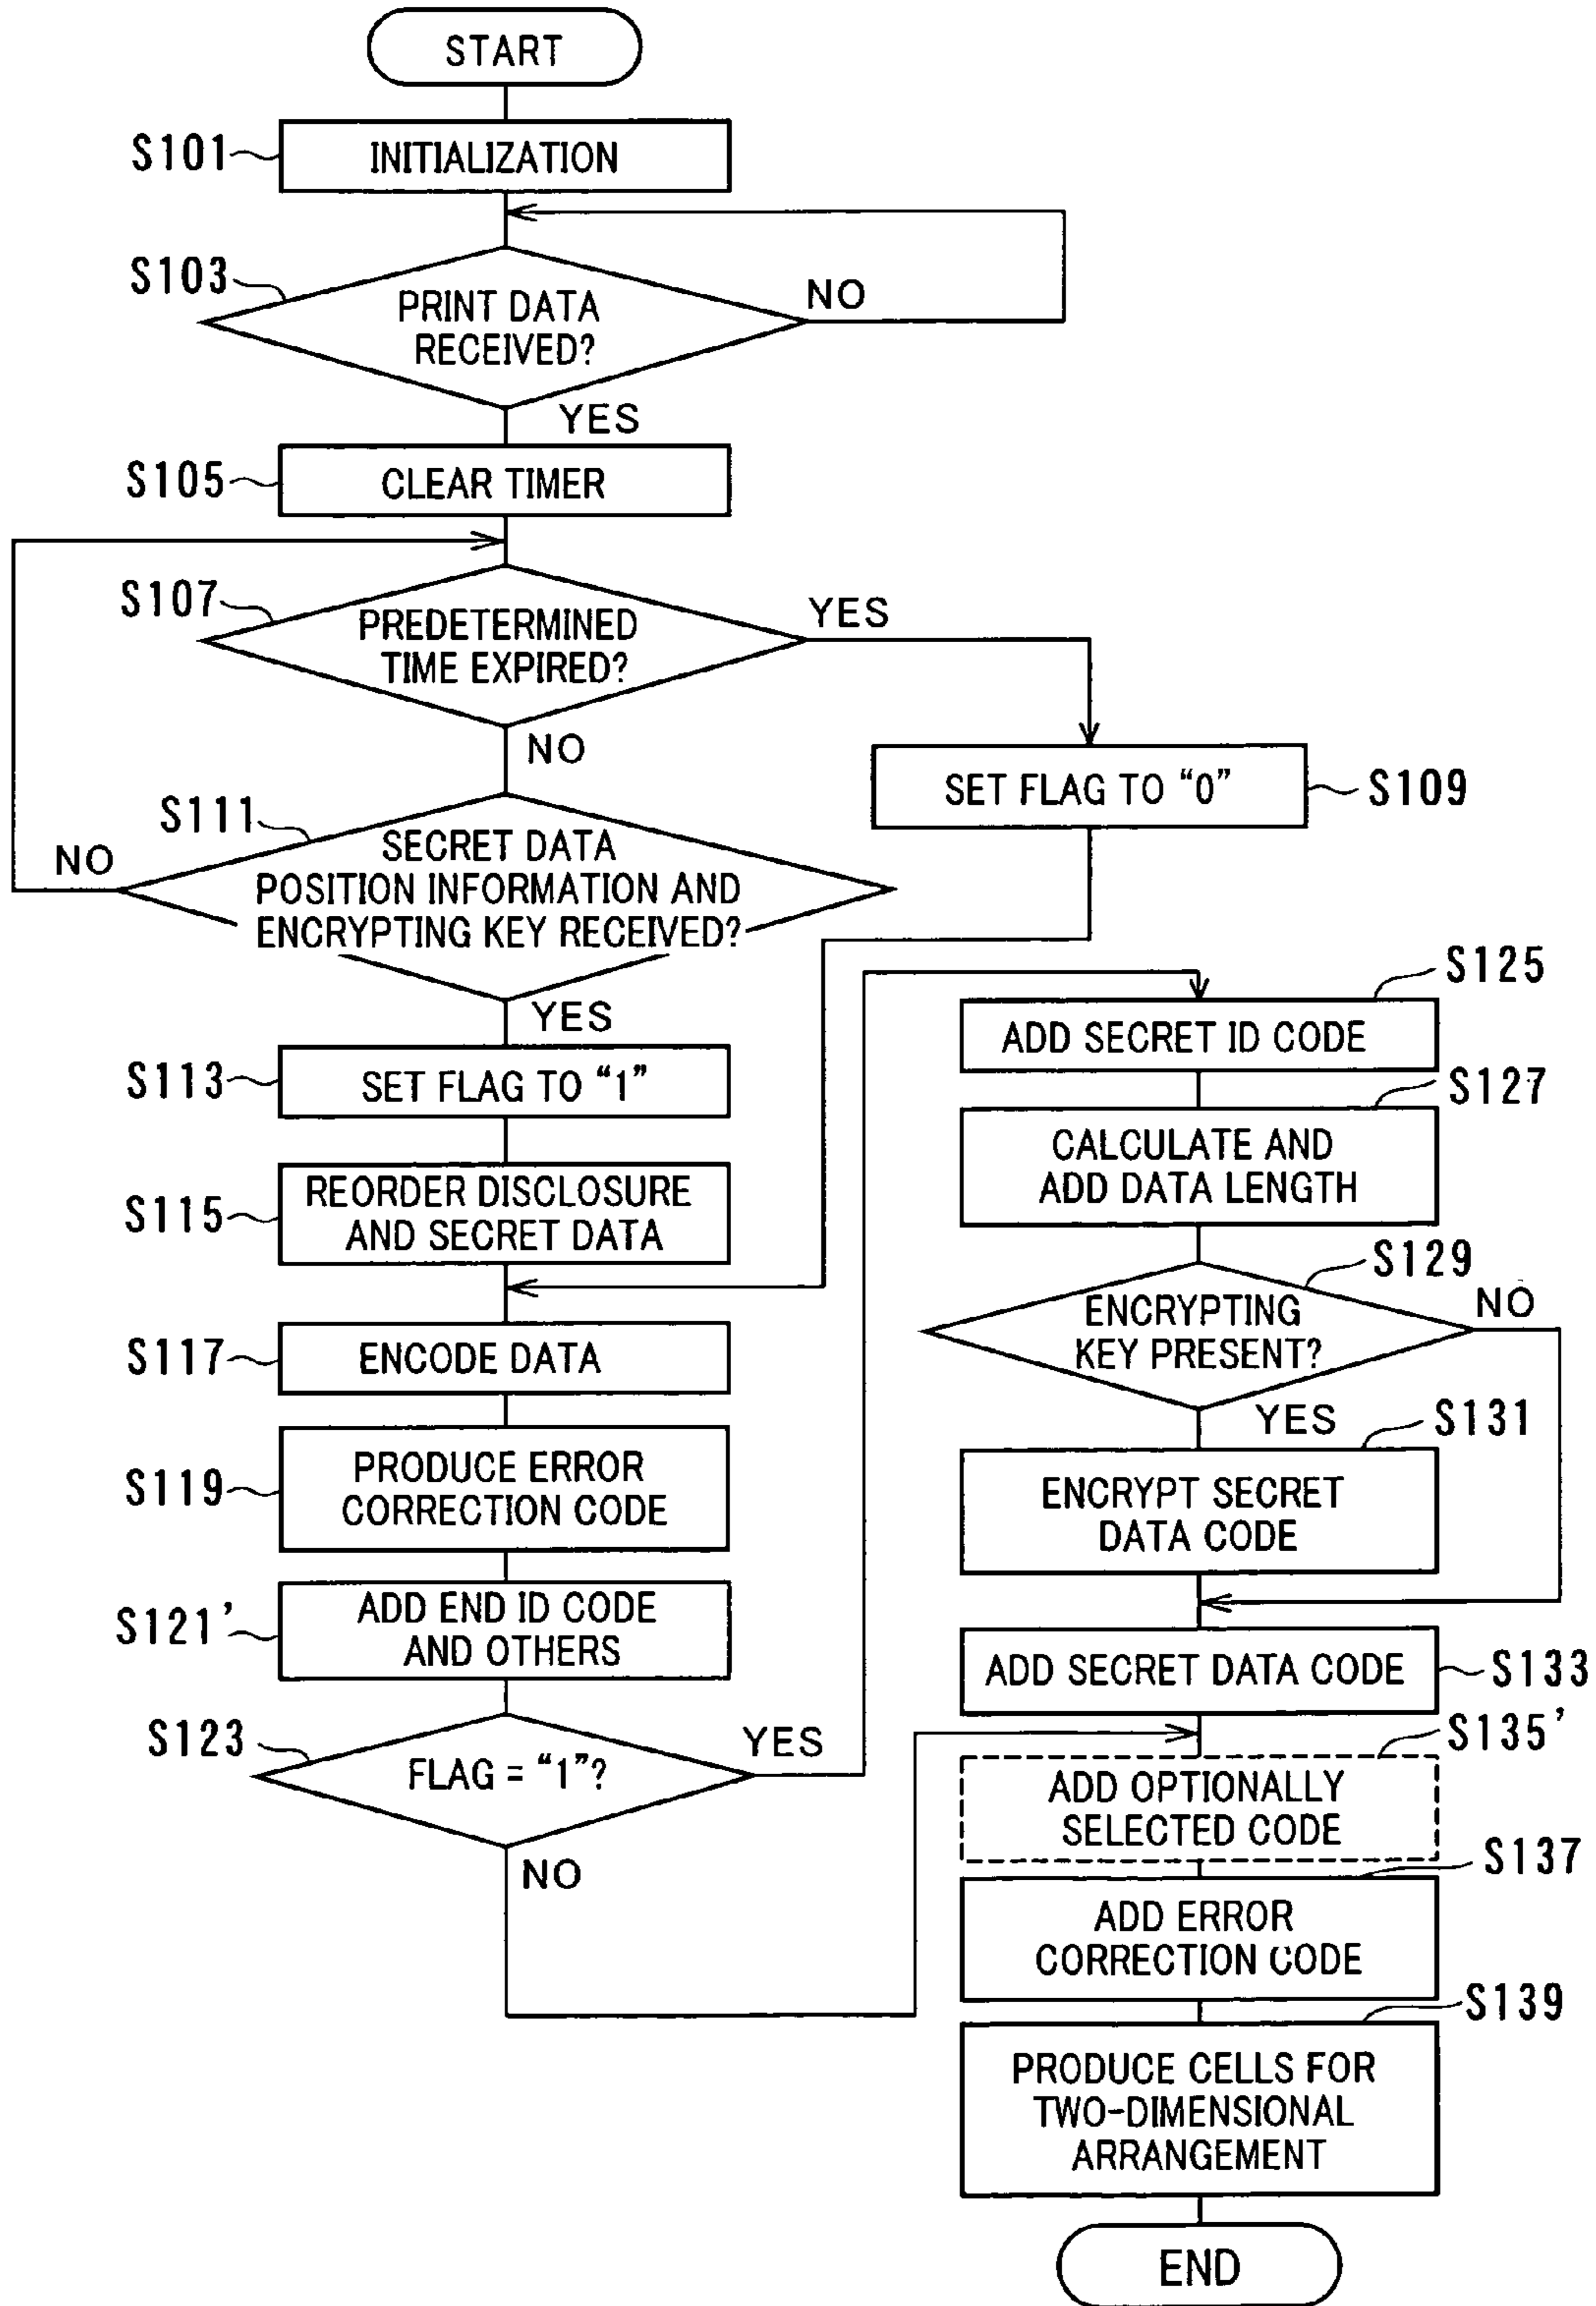 START
S101
INITIALIZATION
S103
PRINT DATA
RECEIVED?
NO
YES
S105
CLEAR TIMER
S107
PREDETERMINED
TIME EXPIRED?
YES
NO
SET FLAG TO “0”
S109
S111
SECRET DATA
POSITION INFORMATION AND
ENCRYPTING KEY RECEIVED?
NO
YES
S113
SET FLAG TO “1”
S115
REORDER DISCLOSURE
AND SECRET DATA
S117
ENCODE DATA
S119
PRODUCE ERROR
CORRECTION CODE
S121’
ADD END ID CODE
AND OTHERS
S123
FLAG = “1”?
YES
NO
S125
ADD SECRET ID CODE
S127
CALCULATE AND
ADD DATA LENGTH
S129
ENCRYPTING
KEY PRESENT?
NO
YES
S131
ENCRYPT SECRET
DATA CODE
ADD SECRET DATA CODE
S133
S135’
ADD OPTIONALLY
SELECTED CODE
S137
ADD ERROR
CORRECTION CODE
S139
PRODUCE CELLS FOR
TWO-DIMENSIONAL
ARRANGEMENT
END